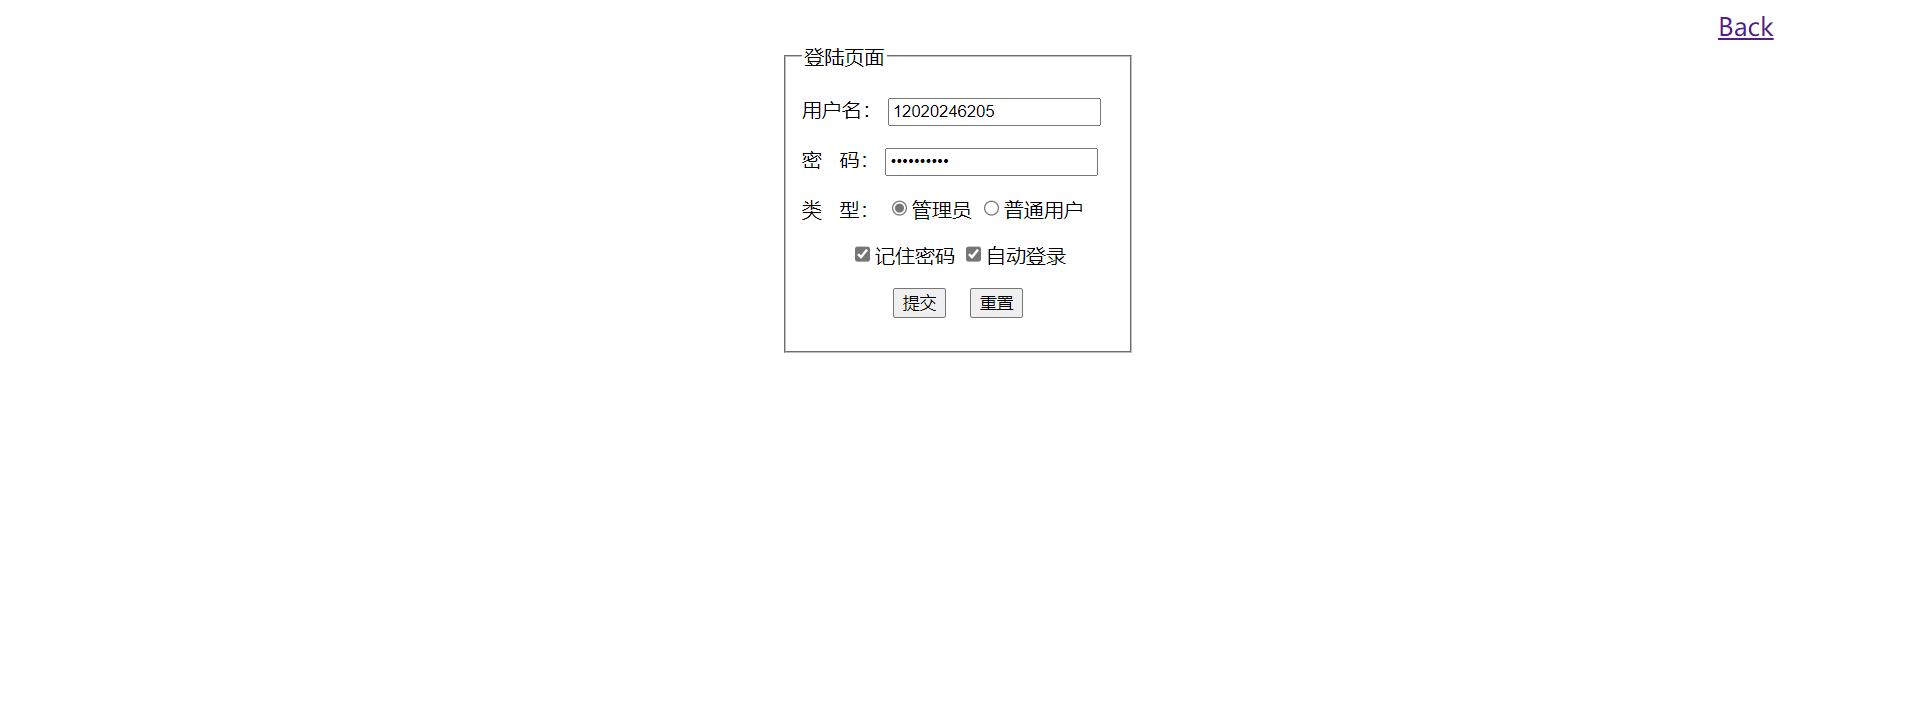 Back
登陆页面
用户名： 12020246205
密 码： ••••••••••
类 型： 管理员 普通用户
记住密码 自动登录
提交 重置